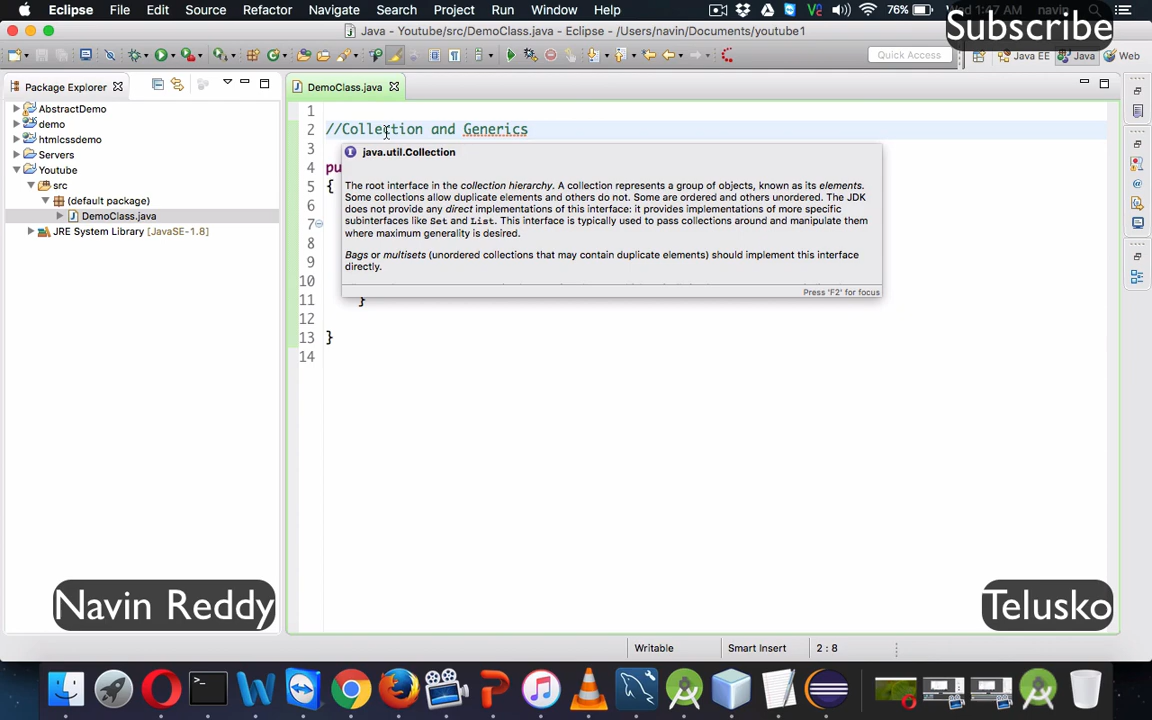 Eclipse File Edit Navigate Search Project Run Window Help
Source Refactor
76%
1:47 AM navin
Subscribe
Java - Youtube/src/DemoClass.java - Eclipse - /Users/navin/Documents/youtube1
Quick Access
Java EE
Java
Web
Package Explorer
DemoClass.java
AbstractDemo
demo
htmlcssdemo
Servers
Youtube
src
(default package)
DemoClass.java
JRE System Library [JavaSE-1.8]
1
2 //Collection and Generics
3
4 pu
5 {
6
7
8
9
10
11 }
12
13 }
14
java.util.Collection
The root interface in the collection hierarchy. A collection represents a group of objects, known as its elements.
Some collections allow duplicate elements and others do not. Some are ordered and others unordered. The JDK
does not provide any direct implementations of this interface: it provides implementations of more specific
subinterfaces like Set and List. This interface is typically used to pass collections around and manipulate them
where maximum generality is desired.
Bags or multisets (unordered collections that may contain duplicate elements) should implement this interface
directly.
Press 'F2' for focus
Navin Reddy
Telusko
Writable
Smart Insert
2 : 8